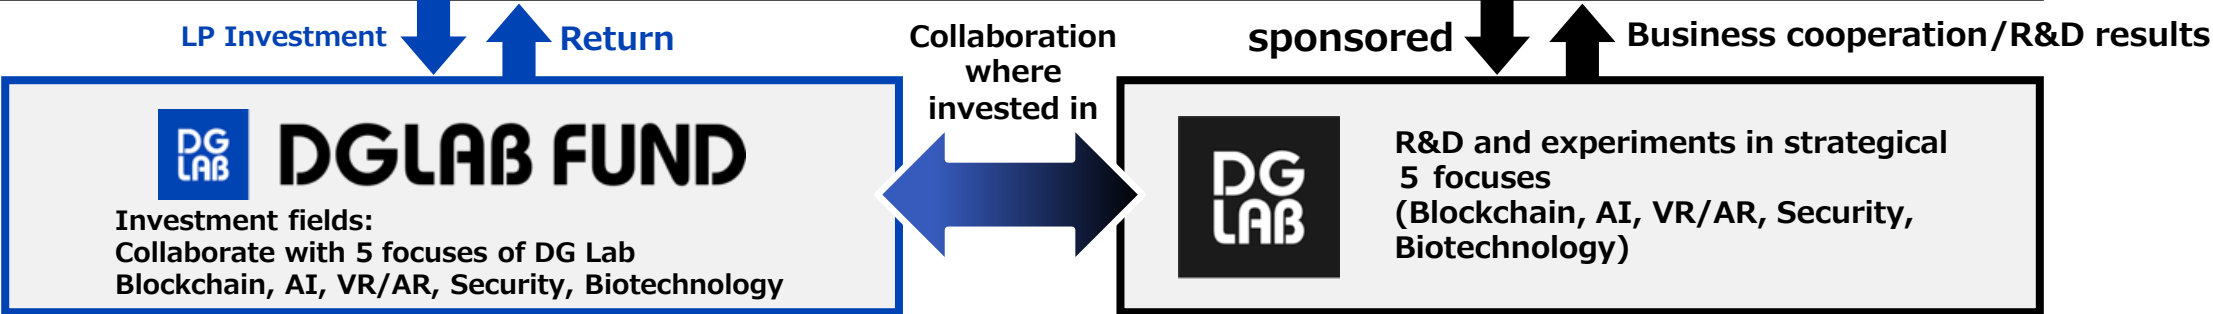 LP Investment
Return
Collaboration
where
invested in
sponsored
Business cooperation/R&D results
DG
LAB
DGLAB FUND
Investment fields:
Collaborate with 5 focuses of DG Lab
Blockchain, AI, VR/AR, Security, Biotechnology
DG
LAB
R&D and experiments in strategical
5 focuses
(Blockchain, AI, VR/AR, Security,
Biotechnology)